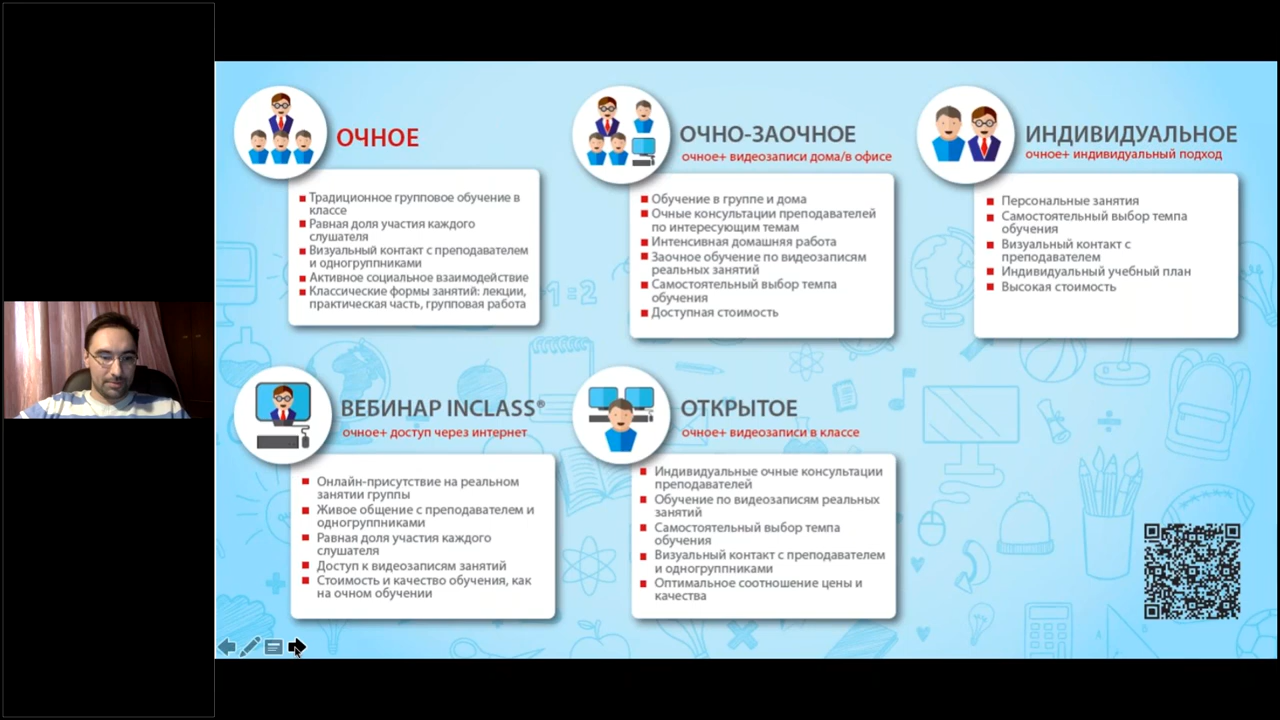 ОЧНОЕ
Традиционное групповое обучение в
классе
Равная доля участия каждого
слушателя
Визуальный контакт с преподавателем
и одногруппниками
Активное социальное взаимодействие
Классические формы занятий: лекции,
практическая часть, групповая работа
ОЧНО-ЗАОЧНОЕ
очное+ видеозаписи дома/в офисе
Обучение в группе и дома
Очные консультации преподавателей
по интересующим темам
Интенсивная домашняя работа
Заочное обучение по видеозаписям
реальных занятий
Самостоятельный выбор темпа
обучения
Доступная стоимость
ИНДИВИДУАЛЬНОЕ
очное+ индивидуальный подход
Персональные занятия
Самостоятельный выбор темпа
обучения
Визуальный контакт с
преподавателем
Индивидуальный учебный план
Высокая стоимость
ВЕБИНАР INCLASS®
очное+ доступ через интернет
Онлайн-присутствие на реальном
занятии группы
Живое общение с преподавателем и
одногруппниками
Равная доля участия каждого
слушателя
Доступ к видеозаписям занятий
Стоимость и качество обучения, как
на очном обучении
ОТКРЫТОЕ
очное+ видеозаписи в классе
Индивидуальные очные консультации
преподавателей
Обучение по видеозаписям реальных
занятий
Самостоятельный выбор темпа
обучения
Визуальный контакт с преподавателем
и одногруппниками
Оптимальное соотношение цены и
качества